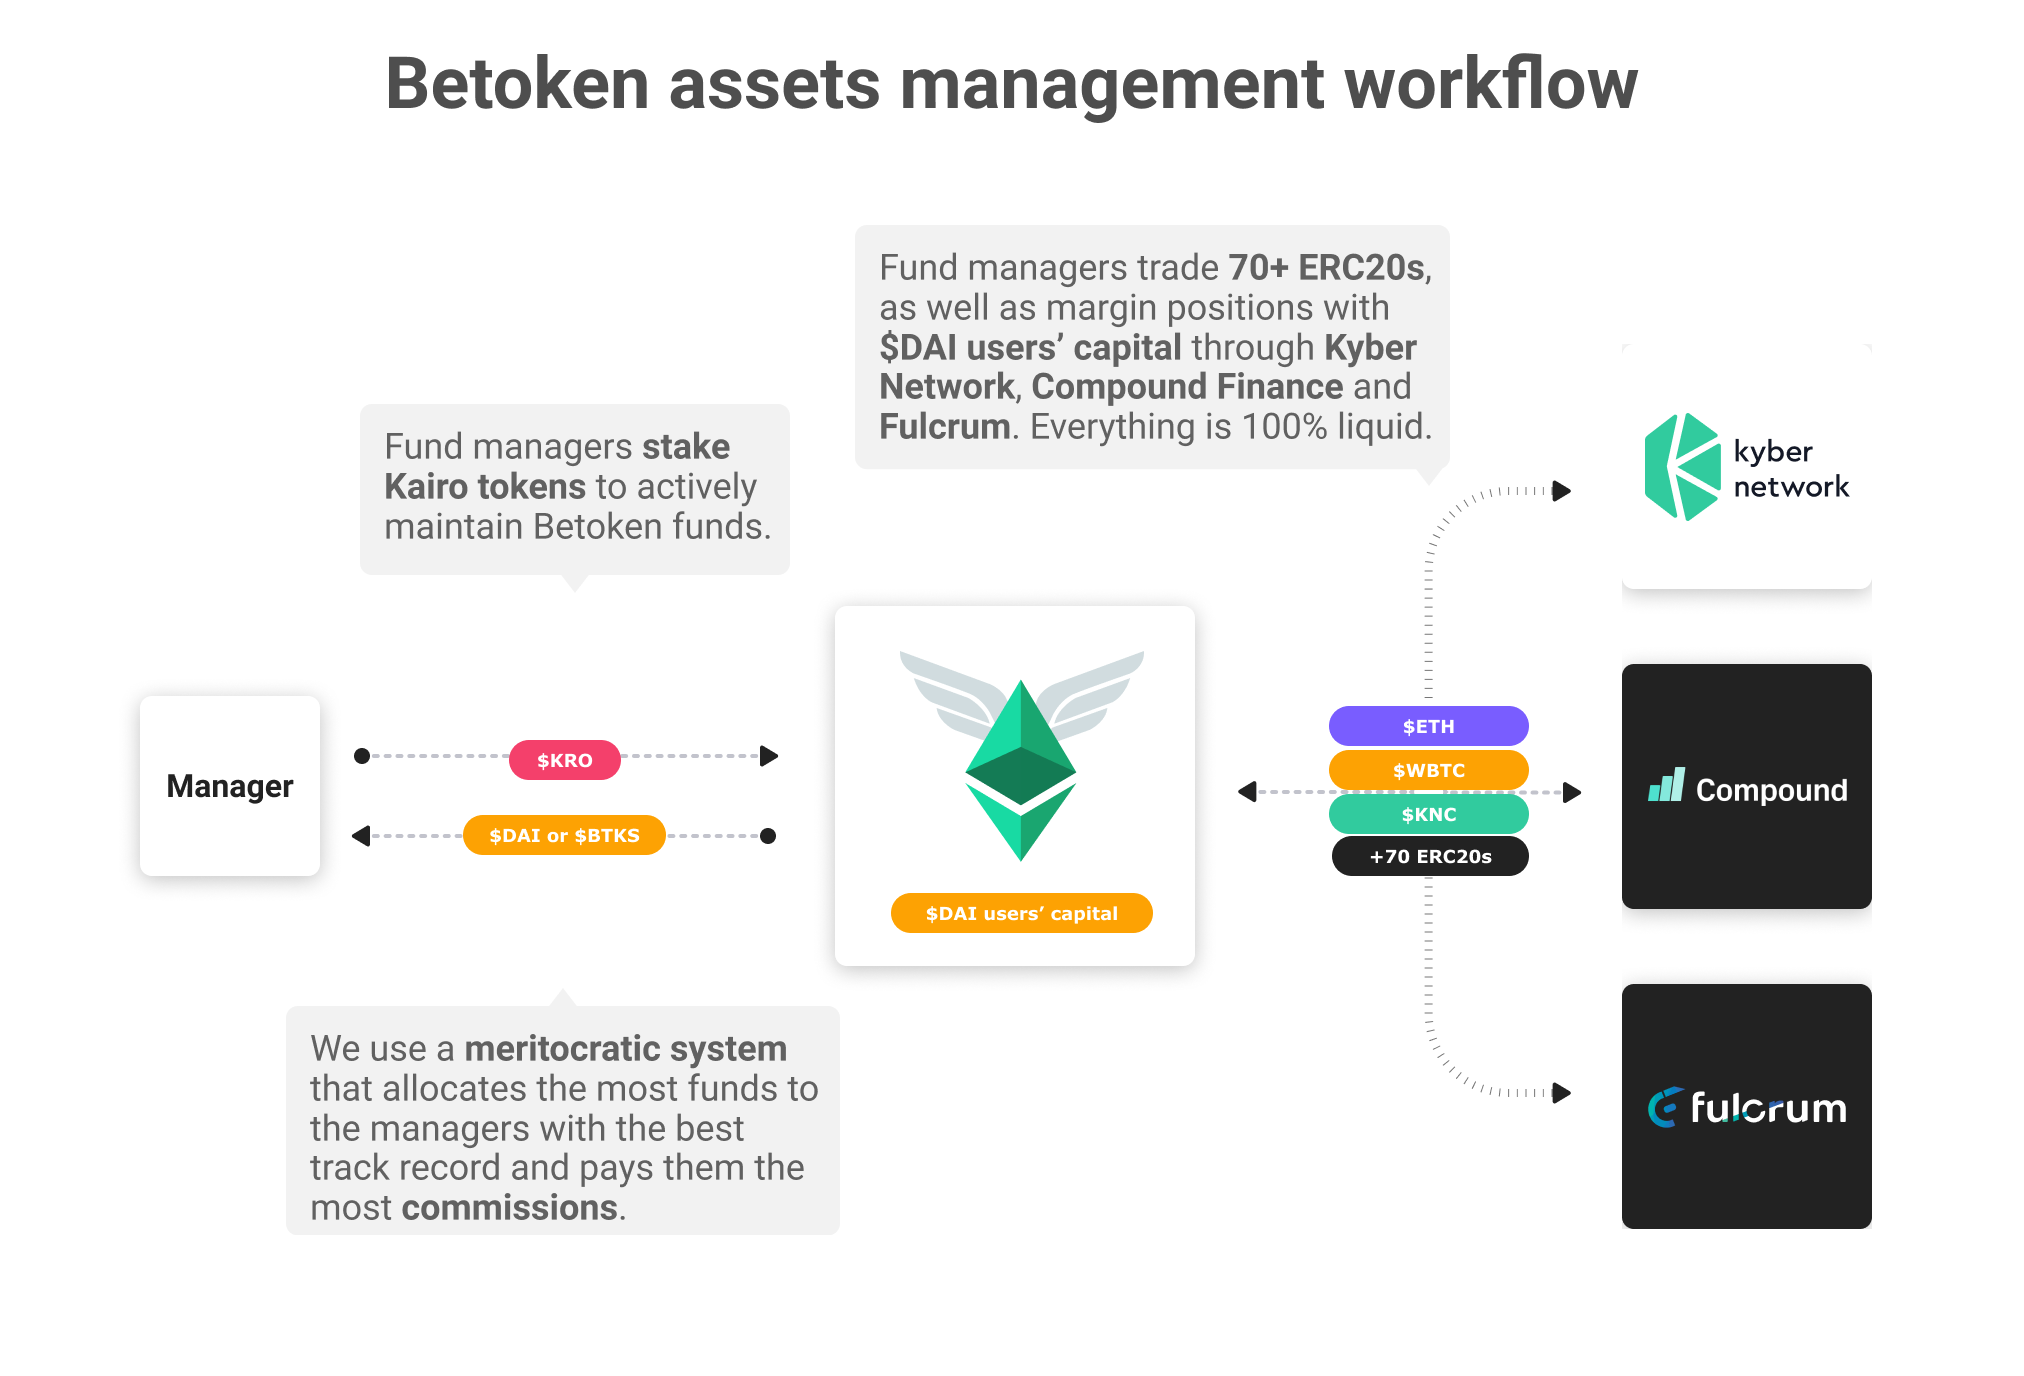 Betoken assets management workflow
Fund managers trade 70+ ERC20s,
as well as margin positions with
$DAI users’ capital through Kyber
Network, Compound Finance and
Fulcrum. Everything is 100% liquid.
Fund managers stake
Kairo tokens to actively
maintain Betoken funds.
kyber
network
Manager
$KRO
$DAI or $BTKS
$DAI users’ capital
$ETH
$WBTC
$KNC
+70 ERC20s
Compound
fulcrum
We use a meritocratic system
that allocates the most funds to
the managers with the best
track record and pays them the
most commissions.